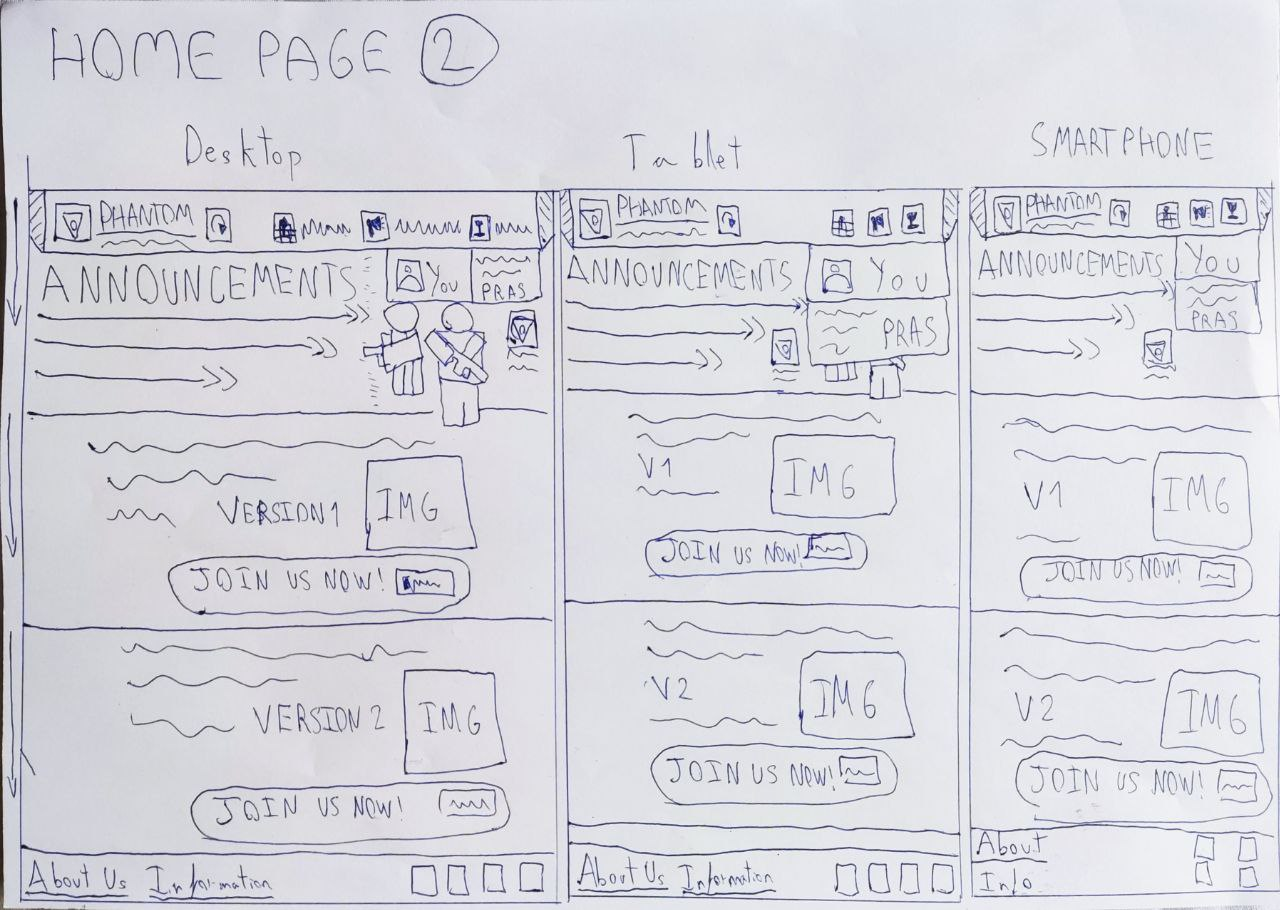 HOME PAGE 2
Desktop
Tablet
SMARTPHONE
PHANTOM
ANNOUNCEMENTS
You
PRAS
VERSION 1
IMG
JOIN US NOW!
VERSION 2
IMG
JOIN US NOW!
About Us Information
PHANTOM
ANNOUNCEMENTS
You
PRAS
V1
IMG
JOIN US NOW!
V2
IMG
JOIN US NOW!
About Us Information
PHANTOM
ANNOUNCEMENTS
You
PRAS
V1
IMG
JOIN US NOW!
V2
IMG
JOIN US NOW!
About
Info